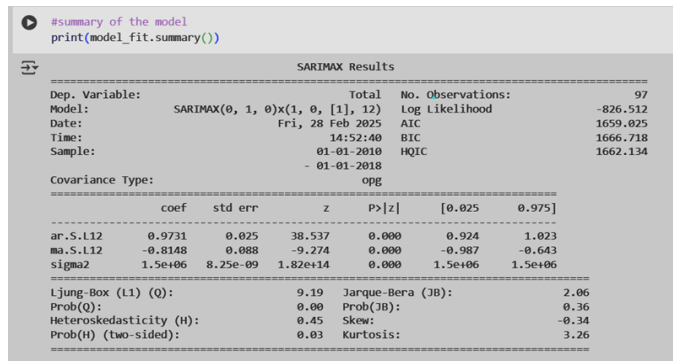 #summary of the model
print(model_fit.summary())
SARIMAX Results
==============================================================================
Dep. Variable: Total No. Observations: 97
Model: SARIMAX(0, 1, 0)x(1, 0, [1], 12) Log Likelihood -826.512
Date: Fri, 28 Feb 2025 AIC 1659.025
Time: 14:52:40 BIC 1666.718
Sample: 01-01-2010 HQIC 1662.134
- 01-01-2018
Covariance Type: opg
==============================================================================
coef std err z P>|z| [0.025 0.975]
------------------------------------------------------------------------------
ar.S.L12 0.9731 0.025 38.537 0.000 0.924 1.023
ma.S.L12 -0.8148 0.088 -9.274 0.000 -0.987 -0.643
sigma2 1.5e+06 8.25e-09 1.82e+14 0.000 1.5e+06 1.5e+06
==============================================================================
Ljung-Box (L1) (Q): 9.19 Jarque-Bera (JB): 2.06
Prob(Q): 0.00 Prob(JB): 0.36
Heteroskedasticity (H): 0.45 Skew: -0.34
Prob(H) (two-sided): 0.03 Kurtosis: 3.26
==============================================================================